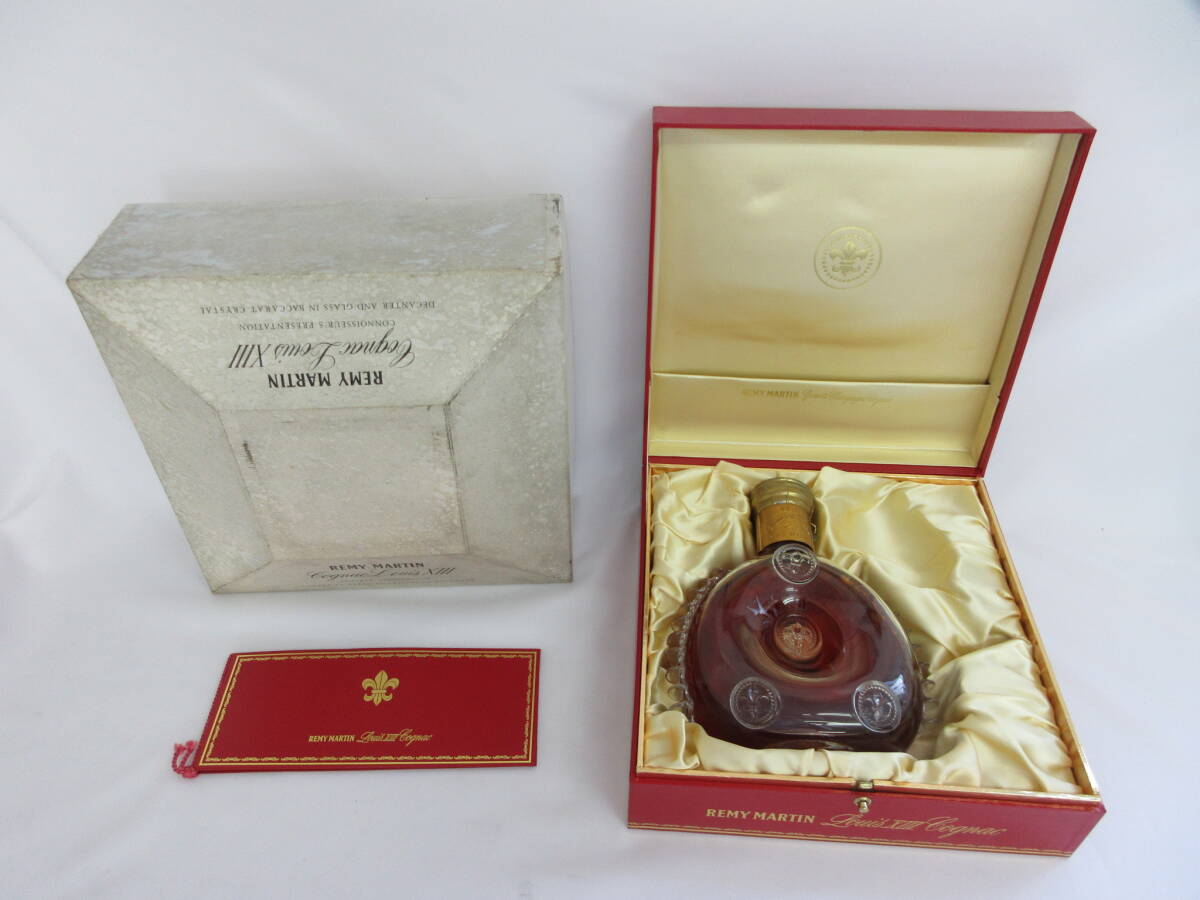 REMY MARTIN
Cognac Louis XIII
CONNOISSEUR'S PRESENTATION
DECANTER AND GLASS IN BACCARAT CRYSTAL
REMY MARTIN
Cognac Louis XIII
REMY MARTIN Louis XIII Cognac
REMY MARTIN
REMY MARTIN Louis XIII Cognac